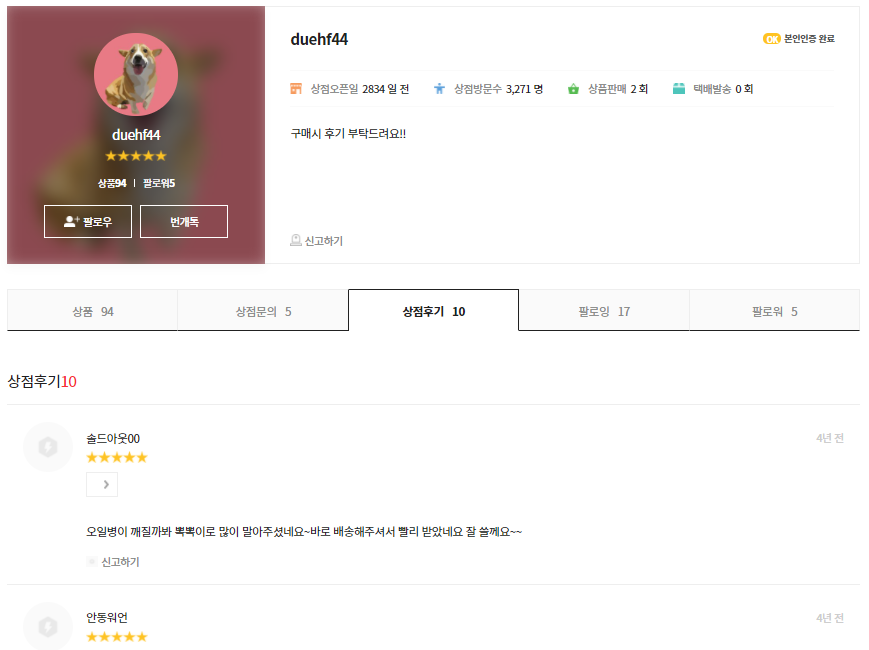 duehf44
★★★★★
상품94 | 팔로워5
팔로우 번개톡
duehf44
OK 본인인증 완료
상점오픈일 2834 일 전 상점방문수 3,271 명 상품판매 2 회 택배발송 0 회
구매시 후기 부탁드려요!!
신고하기
상품 94 상점문의 5 상점후기 10 팔로잉 17 팔로워 5
상점후기10
솔드아웃00 4년 전
★★★★★
오일병이 깨질까봐 뽁뽁이로 많이 말아주셨네요~바로 배송해주셔서 빨리 받았네요 잘 쓸께요~~
신고하기
안동워언 4년 전
★★★★★